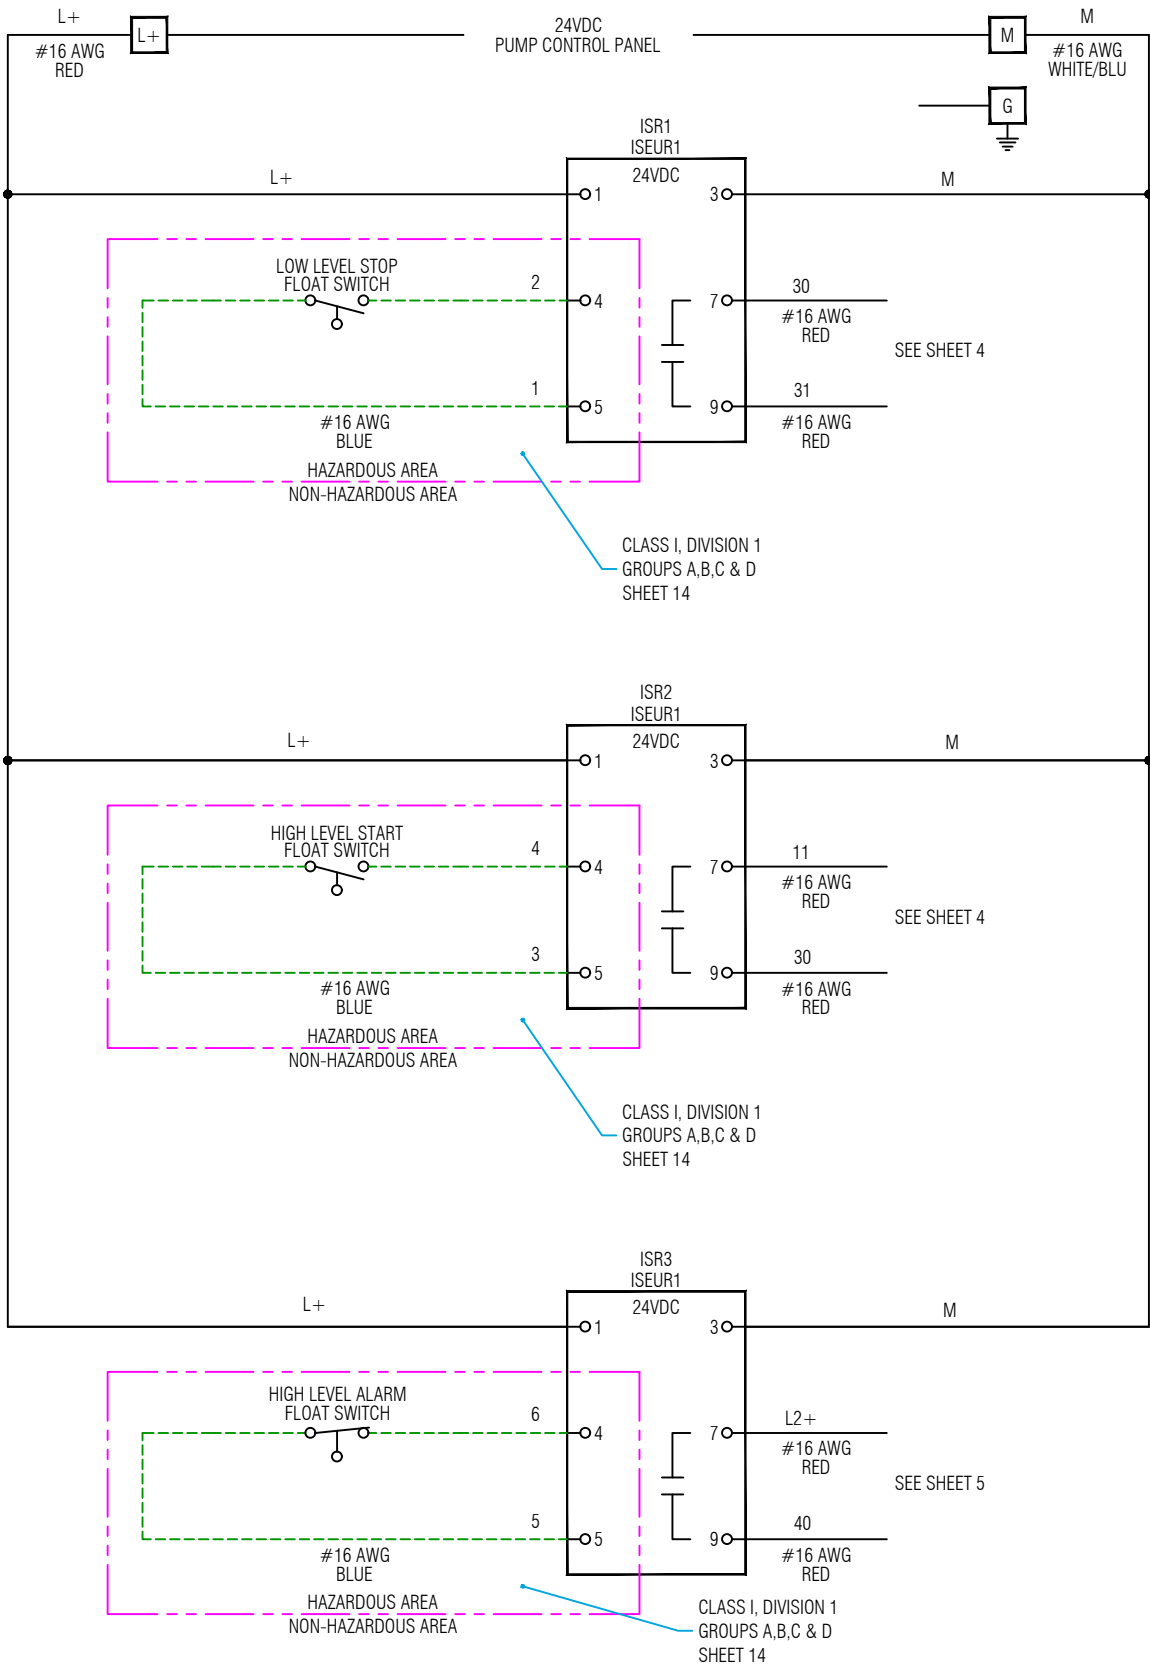 L+
L+
24VDC
PUMP CONTROL PANEL
M
M
#16 AWG
RED
#16 AWG
WHITE/BLU
G
ISR1
ISEUR1
24VDC
L+
1
3
M
LOW LEVEL STOP
FLOAT SWITCH
2
4
7
30
#16 AWG
RED
SEE SHEET 4
1
5
9
31
#16 AWG
BLUE
#16 AWG
RED
HAZARDOUS AREA
NON-HAZARDOUS AREA
CLASS I, DIVISION 1
GROUPS A,B,C & D
SHEET 14
ISR2
ISEUR1
24VDC
L+
1
3
M
HIGH LEVEL START
FLOAT SWITCH
4
4
7
11
#16 AWG
RED
SEE SHEET 4
3
5
9
30
#16 AWG
BLUE
#16 AWG
RED
HAZARDOUS AREA
NON-HAZARDOUS AREA
CLASS I, DIVISION 1
GROUPS A,B,C & D
SHEET 14
ISR3
ISEUR1
24VDC
L+
1
3
M
HIGH LEVEL ALARM
FLOAT SWITCH
6
4
7
L2+
#16 AWG
RED
SEE SHEET 5
5
5
9
40
#16 AWG
BLUE
#16 AWG
RED
HAZARDOUS AREA
NON-HAZARDOUS AREA
CLASS I, DIVISION 1
GROUPS A,B,C & D
SHEET 14